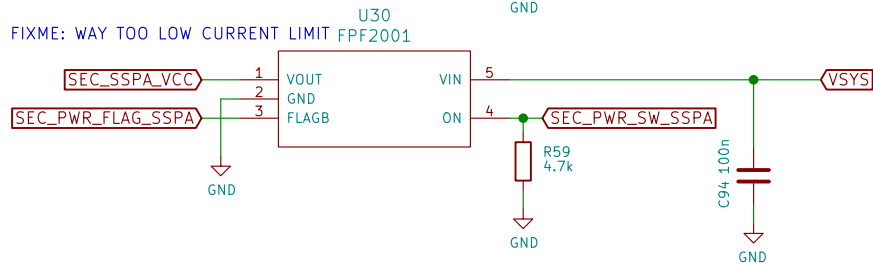 GND
U30
FIXME: WAY TOO LOW CURRENT LIMIT
FPF2001
SEC_SSPA_VCC
1
VOUT
VIN
5
VSYS
2
GND
SEC_PWR_FLAG_SSPA
3
FLAGB
ON
4
SEC_PWR_SW_SSPA
R59
4.7k
C94 100n
GND
GND
GND